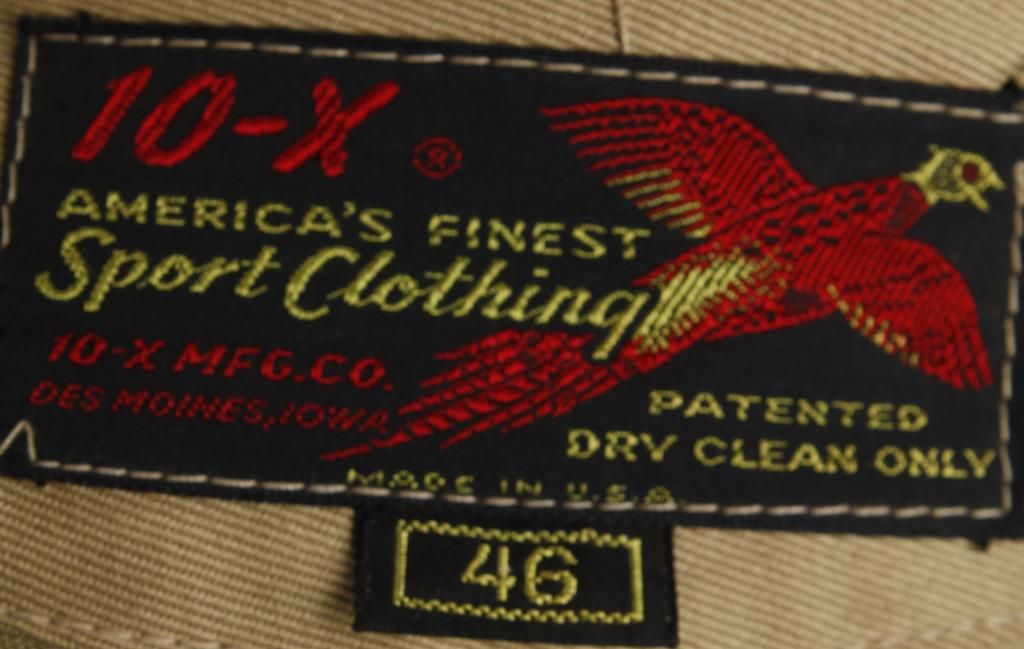 10-X ®
AMERICA'S FINEST
Sport Clothing
10-X MFG.CO.
DES MOINES, IOWA
PATENTED
DRY CLEAN ONLY
MADE IN U.S.A.
46